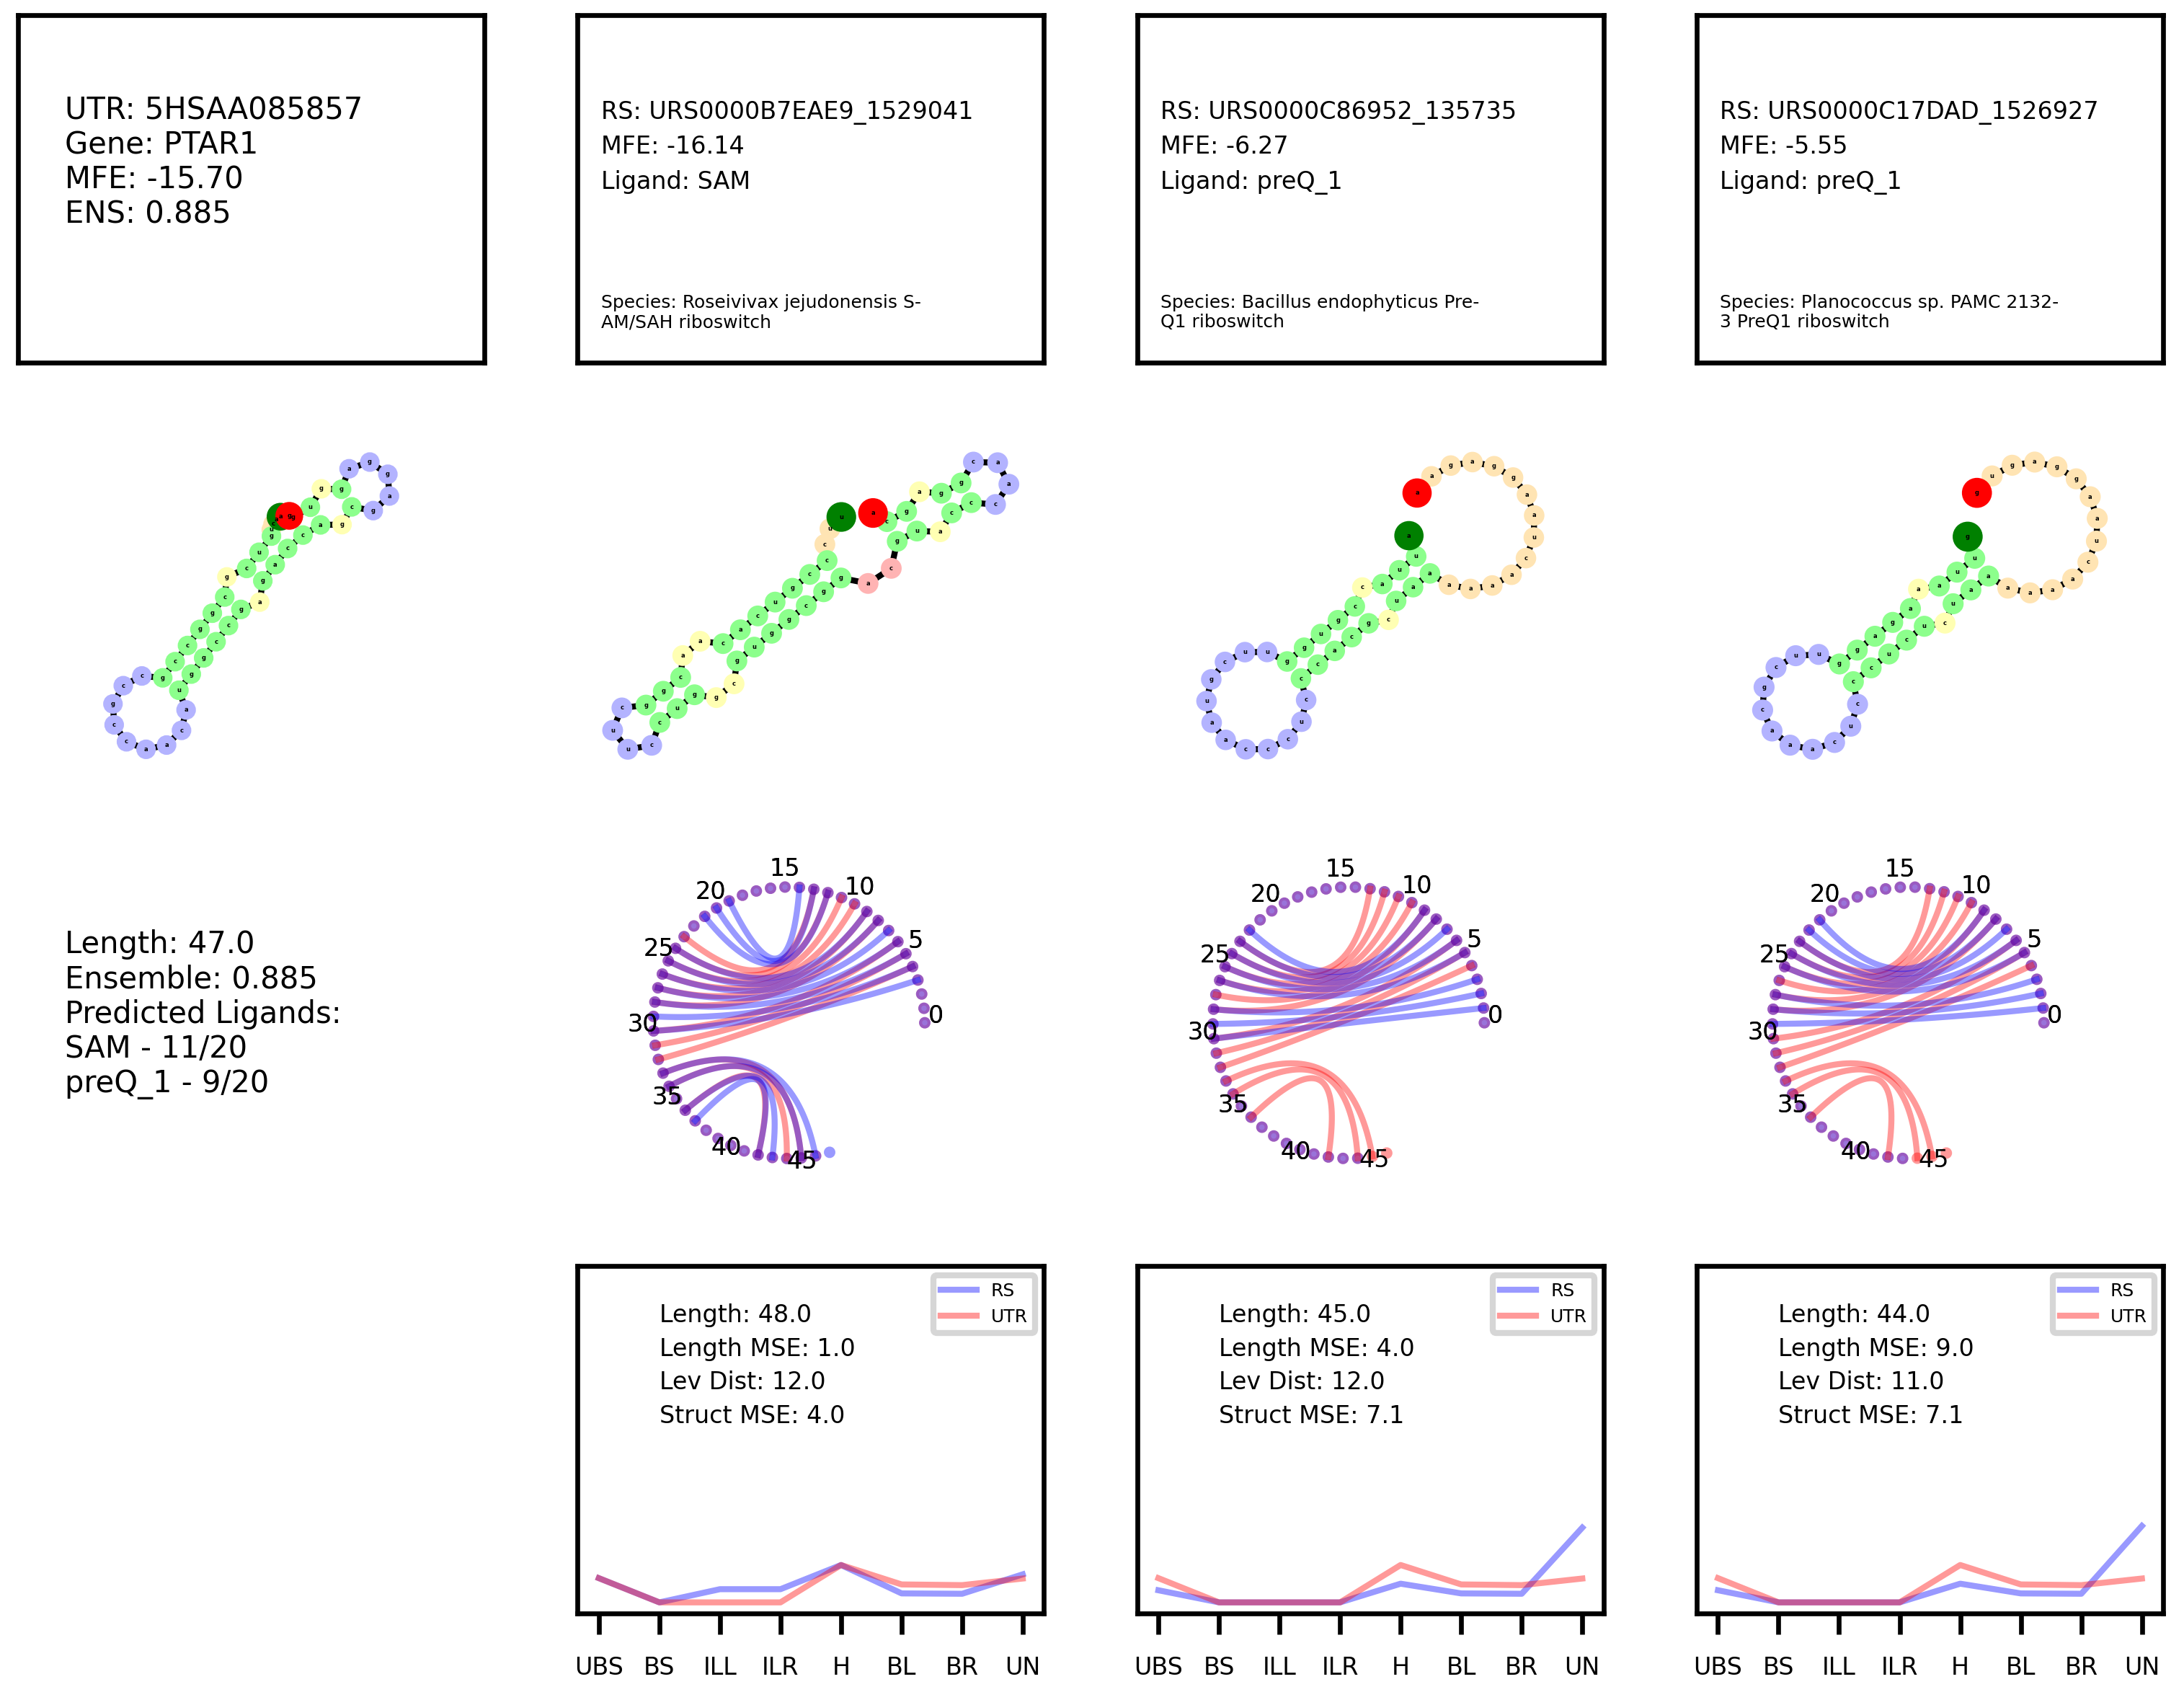 UTR: 5HSAA085857
Gene: PTAR1
MFE: -15.70
ENS: 0.885
RS: URS0000B7EAE9_1529041
MFE: -16.14
Ligand: SAM
Species: Roseivivax jejudonensis S-
AM/SAH riboswitch
RS: URS0000C86952_135735
MFE: -6.27
Ligand: preQ_1
Species: Bacillus endophyticus Pre-
Q1 riboswitch
RS: URS0000C17DAD_1526927
MFE: -5.55
Ligand: preQ_1
Species: Planococcus sp. PAMC 2132-
3 PreQ1 riboswitch
Length: 47.0
Ensemble: 0.885
Predicted Ligands:
SAM - 11/20
preQ_1 - 9/20
0
5
10
15
20
25
30
35
40
45
0
5
10
15
20
25
30
35
40
45
0
5
10
15
20
25
30
35
40
45
Length: 48.0
Length MSE: 1.0
Lev Dist: 12.0
Struct MSE: 4.0
RS
UTR
UBS BS ILL ILR H BL BR UN
Length: 45.0
Length MSE: 4.0
Lev Dist: 12.0
Struct MSE: 7.1
RS
UTR
UBS BS ILL ILR H BL BR UN
Length: 44.0
Length MSE: 9.0
Lev Dist: 11.0
Struct MSE: 7.1
RS
UTR
UBS BS ILL ILR H BL BR UN